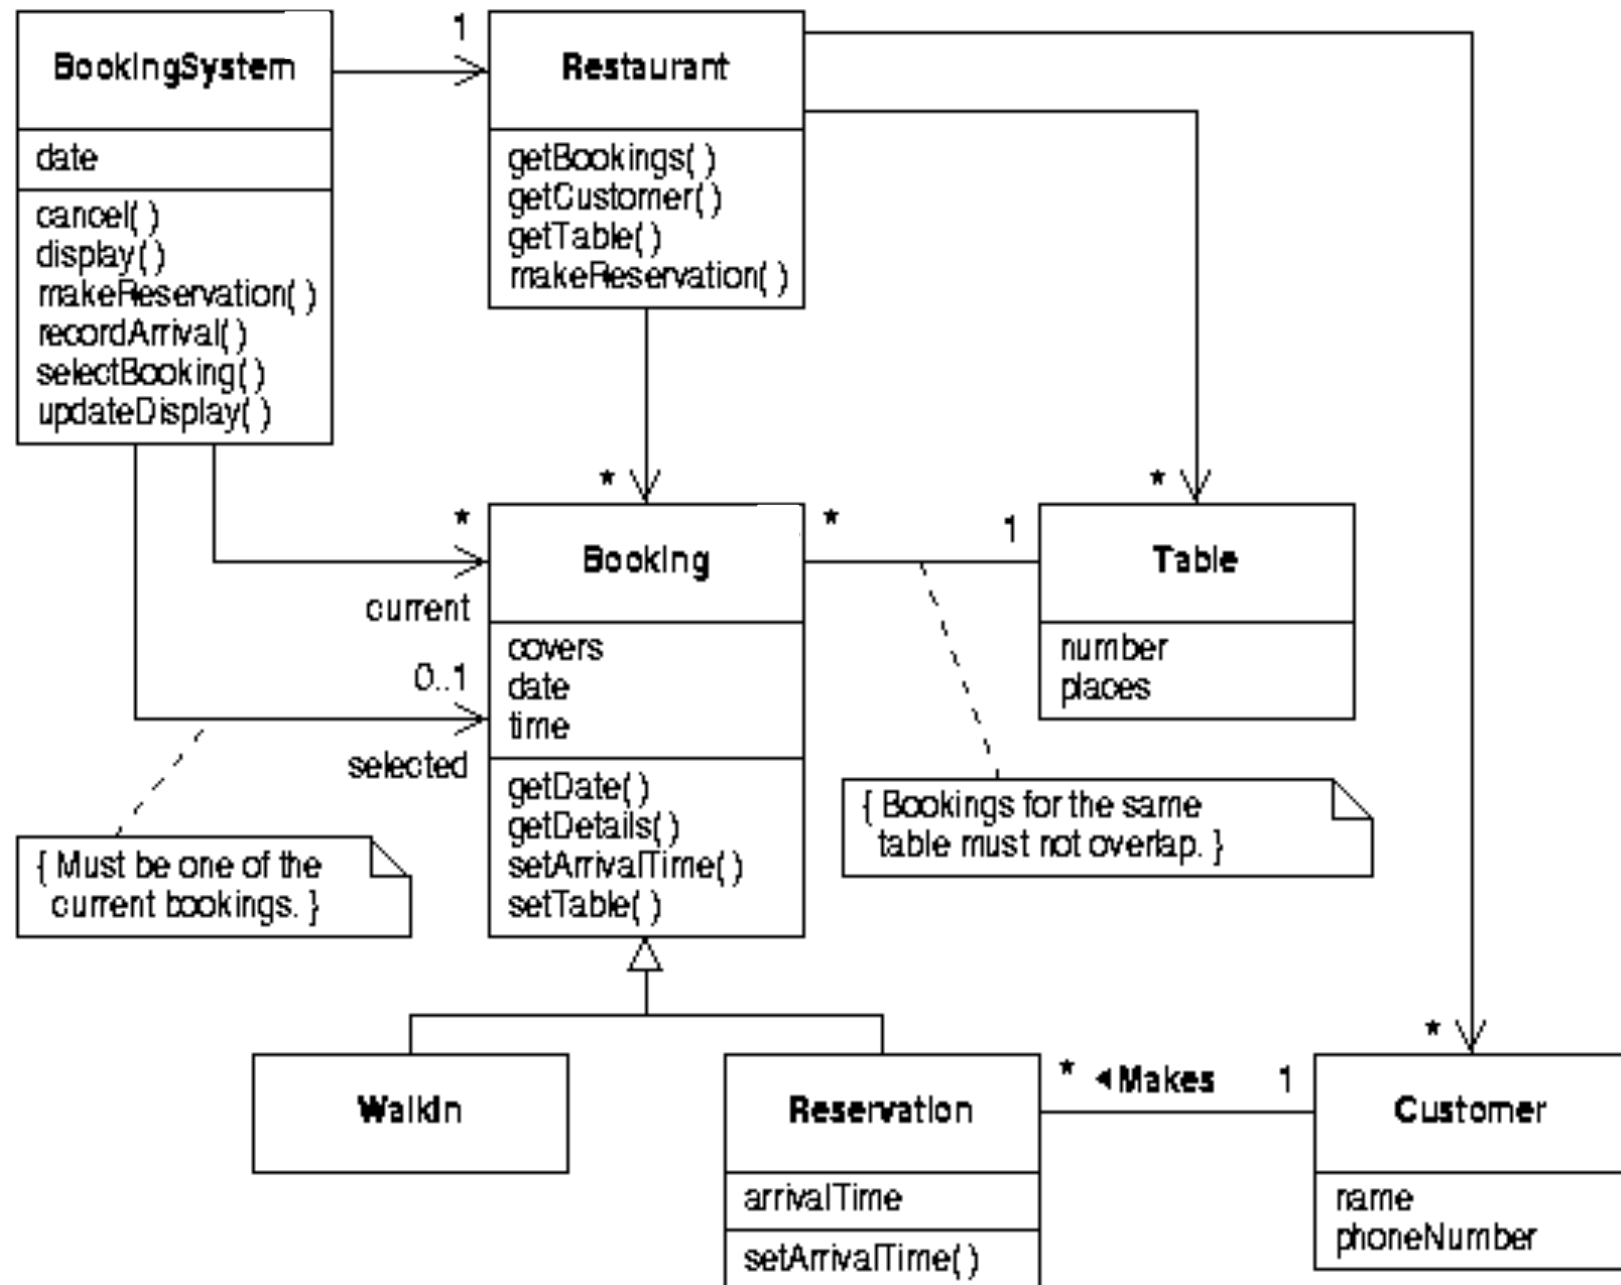 BookingSystem
date
cancel( )
display( )
makeReservation( )
recordArrival( )
selectBooking( )
updateDisplay( )
1
Restaurant
getBookings( )
getCustomer( )
getTable( )
makeReservation( )
*
*
*
current
0..1
selected
Booking
covers
date
time
getDate( )
getDetails( )
setArrivalTime( )
setTable( )
*
1
Table
number
places
{ Must be one of the
current bookings. }
{ Bookings for the same
table must not overlap. }
WalkIn
Reservation
arrivalTime
setArrivalTime( )
* ◄Makes 1
*
Customer
name
phoneNumber